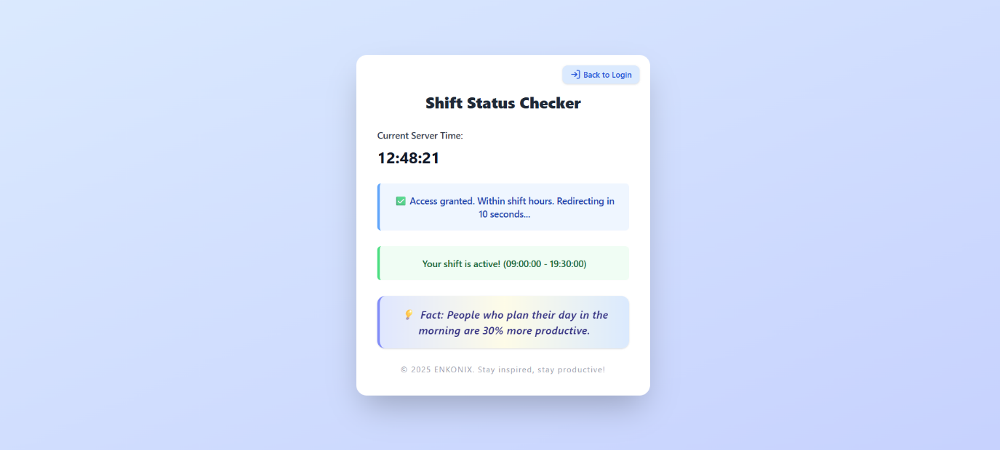 Back to Login
Shift Status Checker
Current Server Time:
12:48:21
✅ Access granted. Within shift hours. Redirecting in
10 seconds...
Your shift is active! (09:00:00 - 19:30:00)
💡 Fact: People who plan their day in the
morning are 30% more productive.
© 2025 ENKONIX. Stay inspired, stay productive!